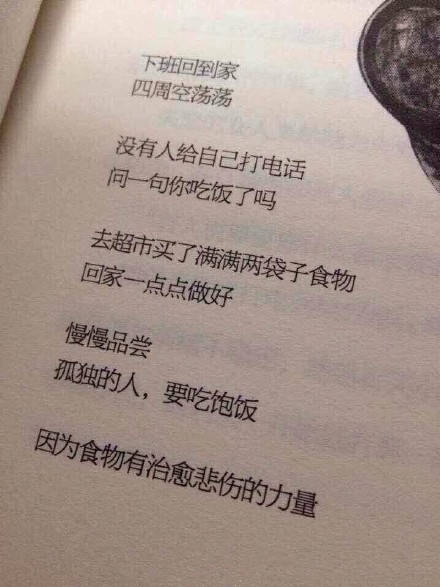 下班回到家
四周空荡荡
没有人给自己打电话
问一句你吃饭了吗
去超市买了满满两袋子食物
回家一点点做好
慢慢品尝
孤独的人，要吃饱饭
因为食物有治愈悲伤的力量